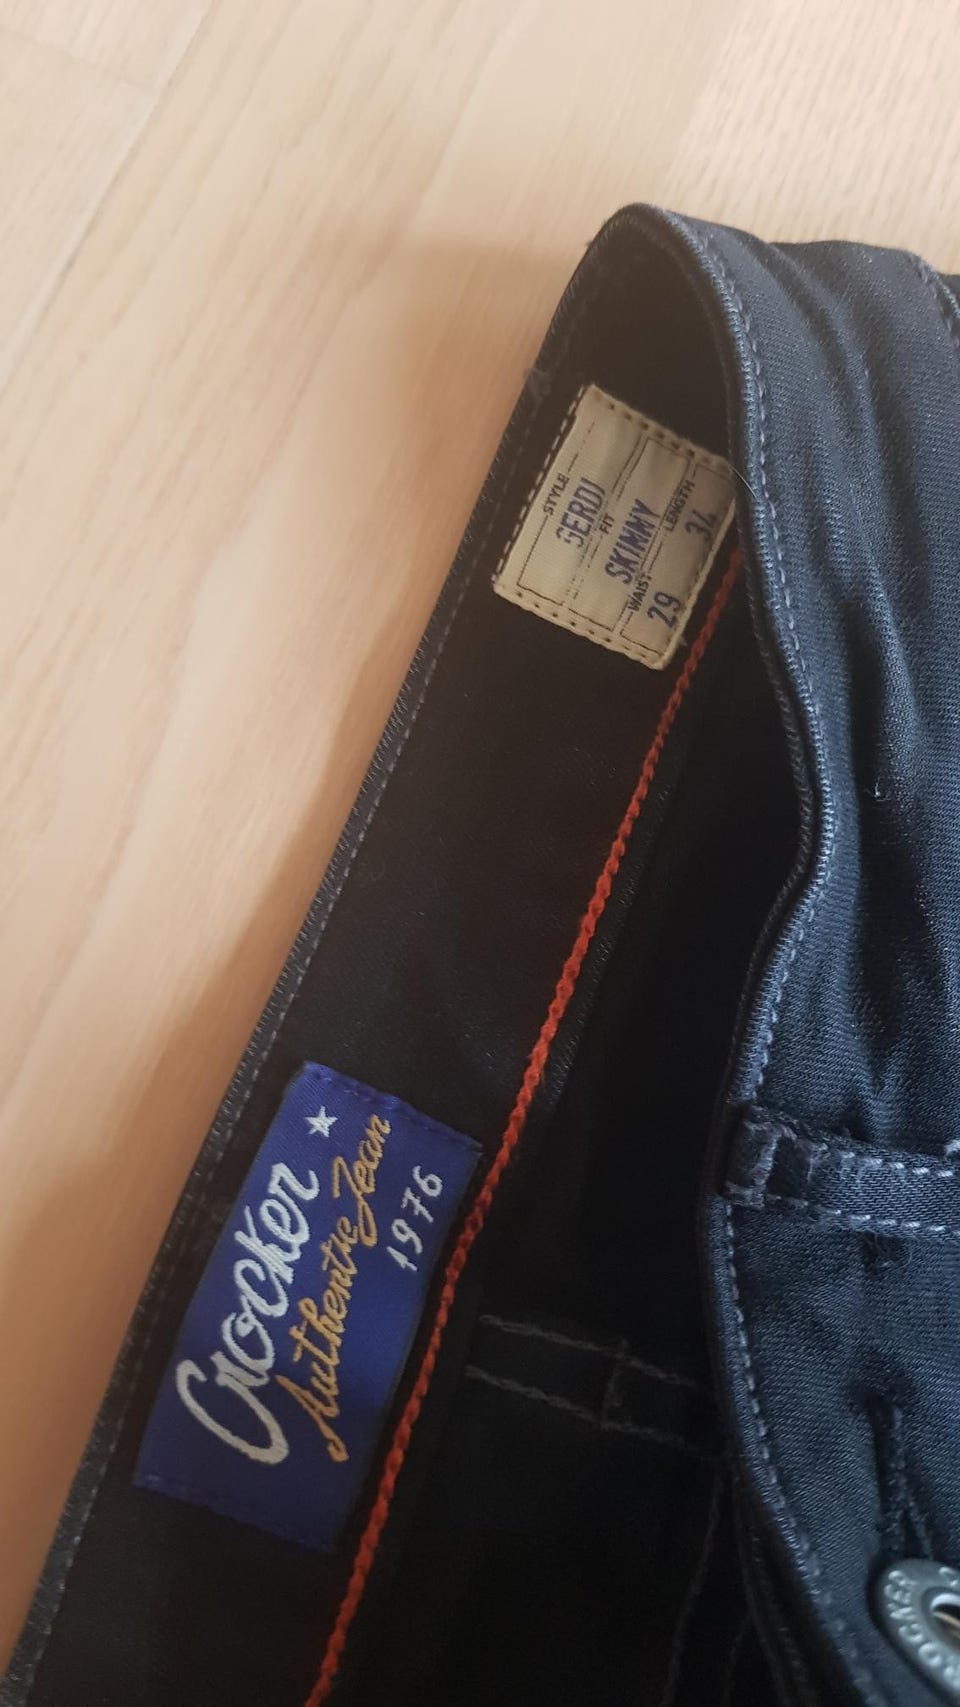 STYLE
GERDI
FIT
SKINNY
WAIST LENGTH
29 34
Crocker
Authentic Jean
1976